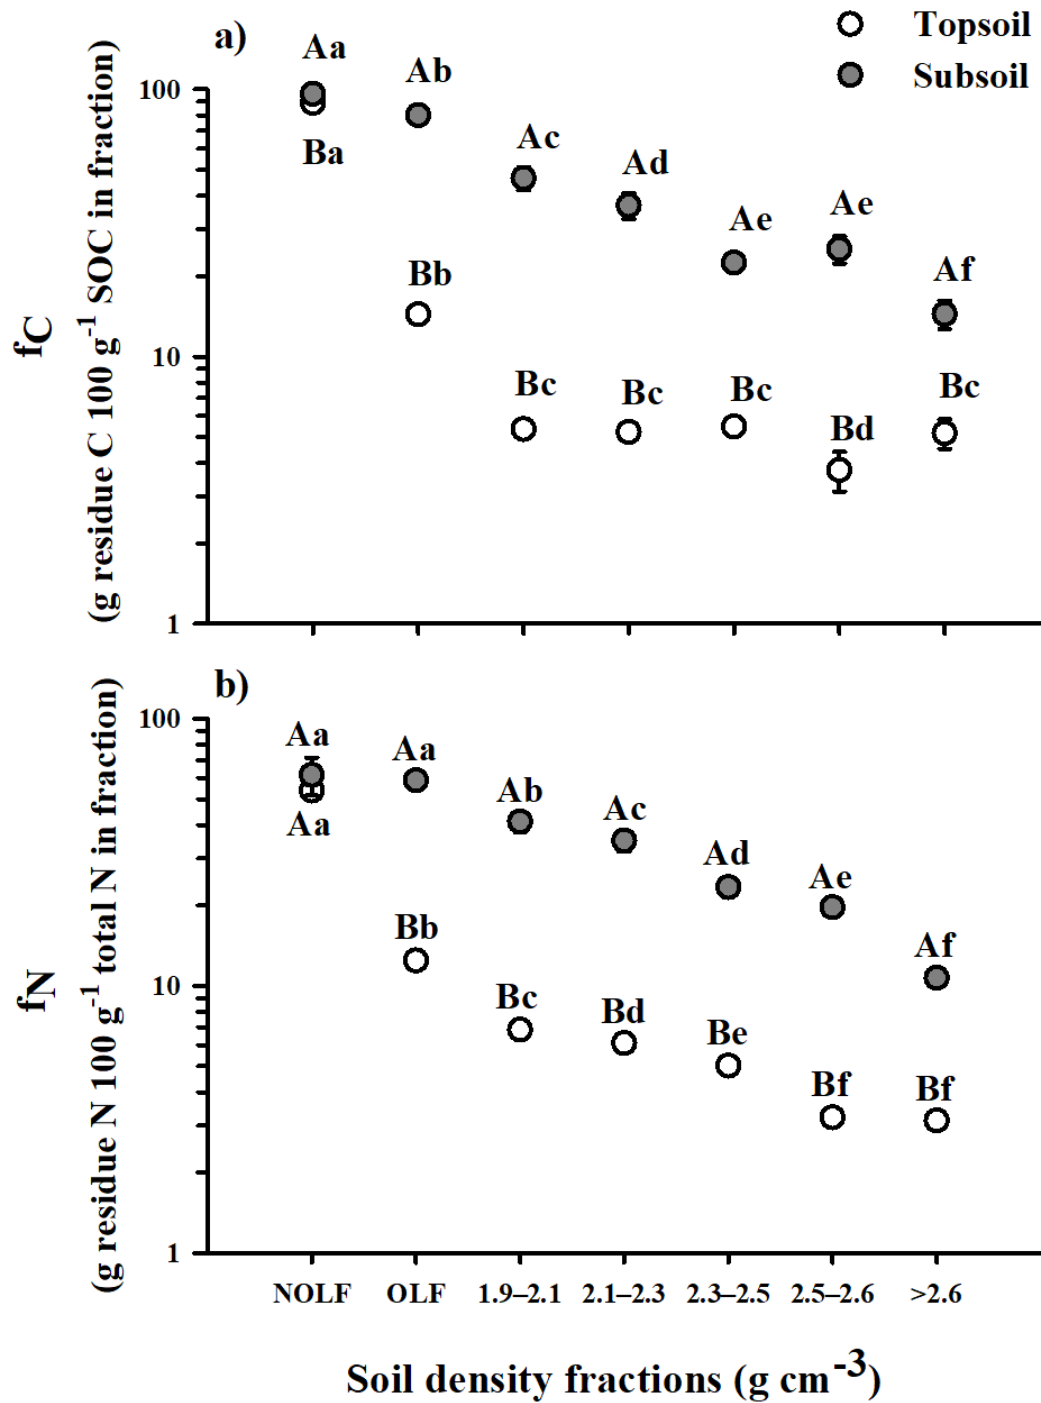 a)
Topsoil
Subsoil
Aa
Ab
Ac
Ad
Ae
Ae
Af
Ba
Bb
Bc
Bc
Bc
Bd
Bc
100
10
1
fC
(g residue C 100 g-1 SOC in fraction)
b)
Aa
Aa
Ab
Ac
Ad
Ae
Af
Aa
Bb
Bc
Bd
Be
Bf
Bf
100
10
1
fN
(g residue N 100 g-1 total N in fraction)
NOLF OLF 1.9–2.1 2.1–2.3 2.3–2.5 2.5–2.6 >2.6
Soil density fractions (g cm-3)